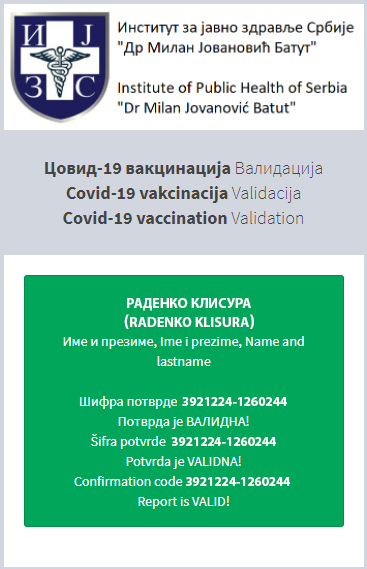 И Ј
З С
Институт за јавно здравље Србије
"Др Милан Јовановић Батут"
Institute of Public Health of Serbia
"Dr Milan Jovanović Batut"
Цовид-19 вакцинација Валидација
Covid-19 vakcinacija Validacija
Covid-19 vaccination Validation
РАДЕНКО КЛИСУРА
(RADENKO KLISURA)
Име и презиме, Ime i prezime, Name and
lastname
Шифра потврде 3921224-1260244
Потврда је ВАЛИДНА!
Šifra potvrde 3921224-1260244
Potvrda je VALIDNA!
Confirmation code 3921224-1260244
Report is VALID!